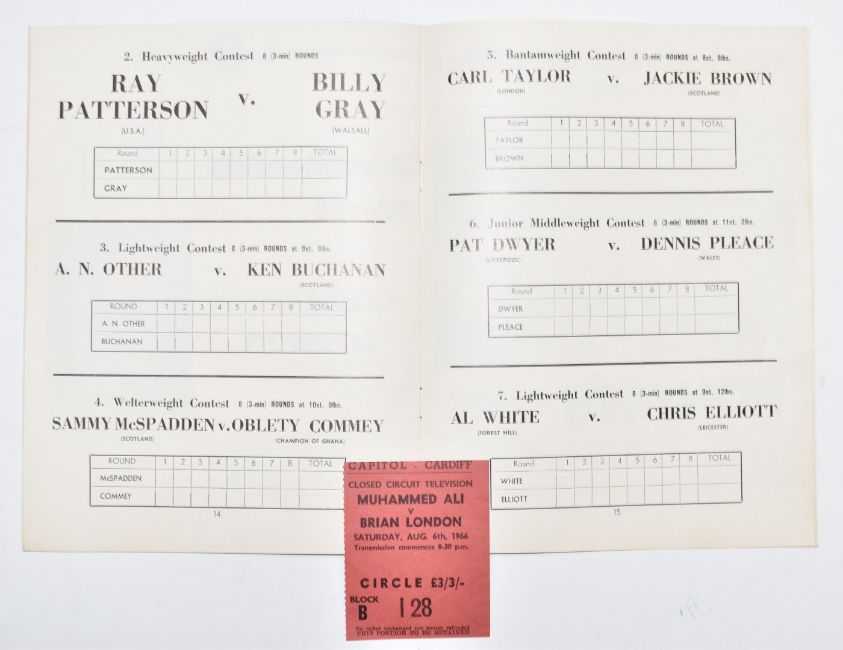 2. Heavyweight Contest 8 (3-min) ROUNDS
RAY PATTERSON v. BILLY GRAY
(U.S.A.) (WALSALL)
Round 1 2 3 4 5 6 7 8 TOTAL
PATTERSON
GRAY
3. Lightweight Contest 8 (3-min) ROUNDS at 9st. 9lbs.
A. N. OTHER v. KEN BUCHANAN
(SCOTLAND)
ROUND 1 2 3 4 5 6 7 8 TOTAL
A. N. OTHER
BUCHANAN
4. Welterweight Contest 8 (3-min) ROUNDS at 10st. 9lbs.
SAMMY McSPADDEN v. OBLETY COMMEY
(SCOTLAND) (CHAMPION OF GHANA)
ROUND 1 2 3 4 5 6 7 8 TOTAL
McSPADDEN
COMMEY
14
5. Bantamweight Contest 8 (3-min) ROUNDS at 8st. 8lbs.
CARL TAYLOR v. JACKIE BROWN
(LONDON) (SCOTLAND)
Round 1 2 3 4 5 6 7 8 TOTAL
TAYLOR
BROWN
6. Junior Middleweight Contest 8 (3-min) ROUNDS at 11st. 2lbs.
PAT DWYER v. DENNIS PLEACE
(LIVERPOOL) (WALES)
Round 1 2 3 4 5 6 7 8 TOTAL
DWYER
PLEACE
7. Lightweight Contest 8 (3-min) ROUNDS at 9st. 12lbs.
AL WHITE v. CHRIS ELLIOTT
(FOREST HILL) (LEICESTER)
ROUND 1 2 3 4 5 6 7 8 TOTAL
WHITE
ELLIOTT
15
CAPITOL - CARDIFF
CLOSED CIRCUIT TELEVISION
MUHAMMED ALI
v
BRIAN LONDON
SATURDAY, AUG. 6th, 1966
Transmission commences 8-30 p.m.
CIRCLE £3/3/-
BLOCK
B 128
No ticket exchanged nor money refunded
THIS PORTION TO BE RETAINED